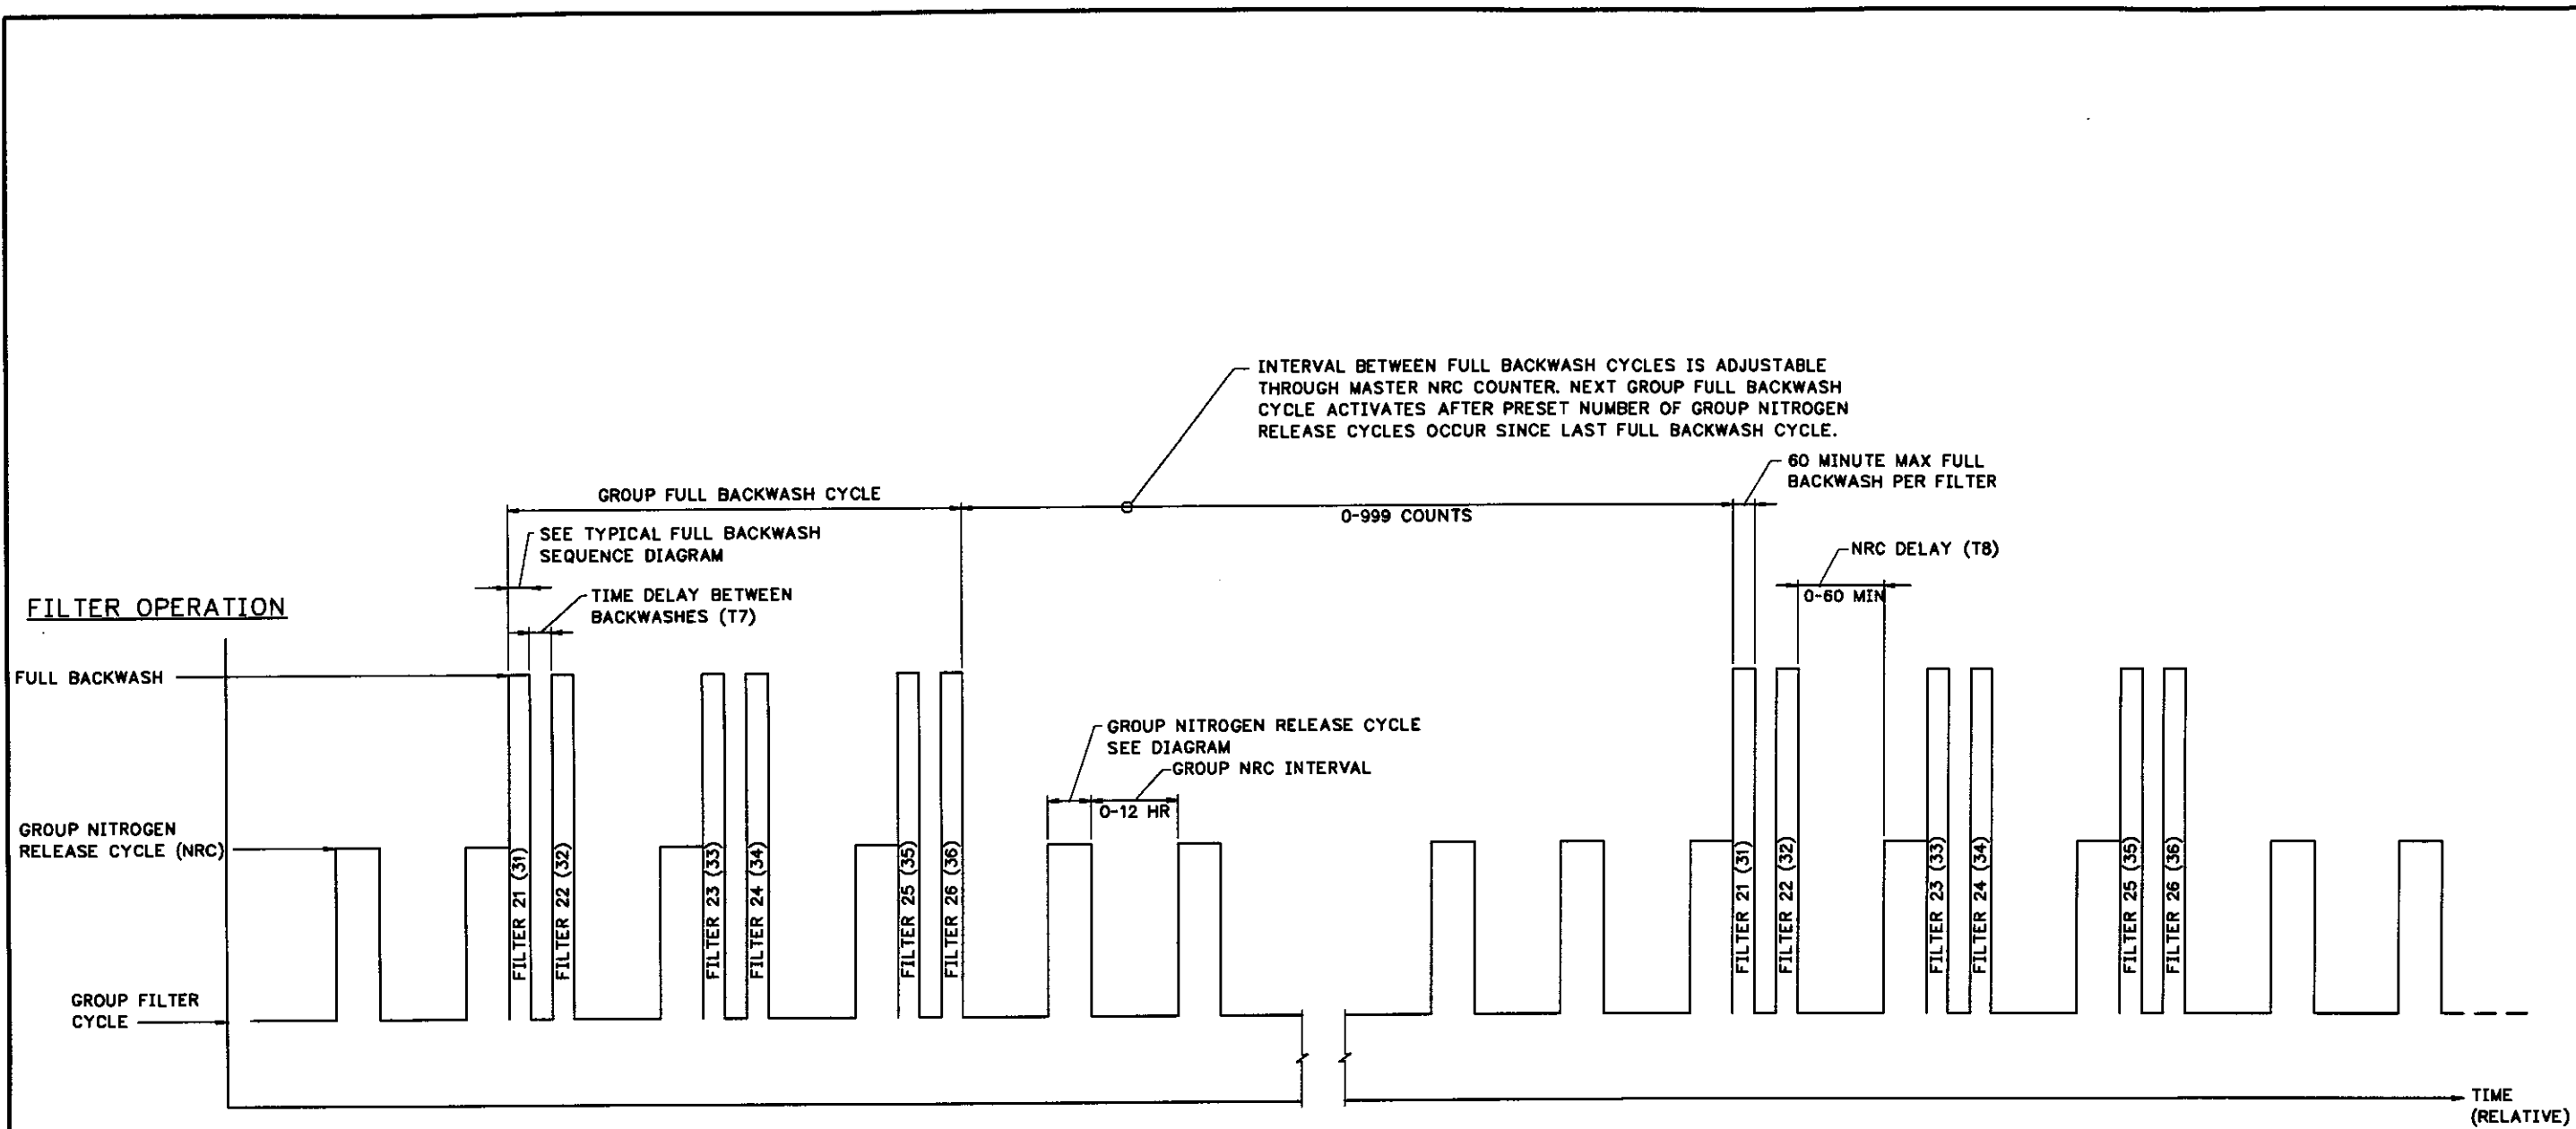 INTERVAL BETWEEN FULL BACKWASH CYCLES IS ADJUSTABLE
THROUGH MASTER NRC COUNTER. NEXT GROUP FULL BACKWASH
CYCLE ACTIVATES AFTER PRESET NUMBER OF GROUP NITROGEN
RELEASE CYCLES OCCUR SINCE LAST FULL BACKWASH CYCLE.
60 MINUTE MAX FULL
BACKWASH PER FILTER
GROUP FULL BACKWASH CYCLE
0-999 COUNTS
SEE TYPICAL FULL BACKWASH
SEQUENCE DIAGRAM
NRC DELAY (T8)
0-60 MIN
TIME DELAY BETWEEN
BACKWASHES (T7)
FILTER OPERATION
FULL BACKWASH
GROUP NITROGEN RELEASE CYCLE
SEE DIAGRAM
GROUP NRC INTERVAL
0-12 HR
GROUP NITROGEN
RELEASE CYCLE (NRC)
FILTER 21 (31)
FILTER 22 (32)
FILTER 23 (33)
FILTER 24 (34)
FILTER 25 (35)
FILTER 26 (36)
FILTER 21 (31)
FILTER 22 (32)
FILTER 23 (33)
FILTER 24 (34)
FILTER 25 (35)
FILTER 26 (36)
GROUP FILTER
CYCLE
TIME
(RELATIVE)